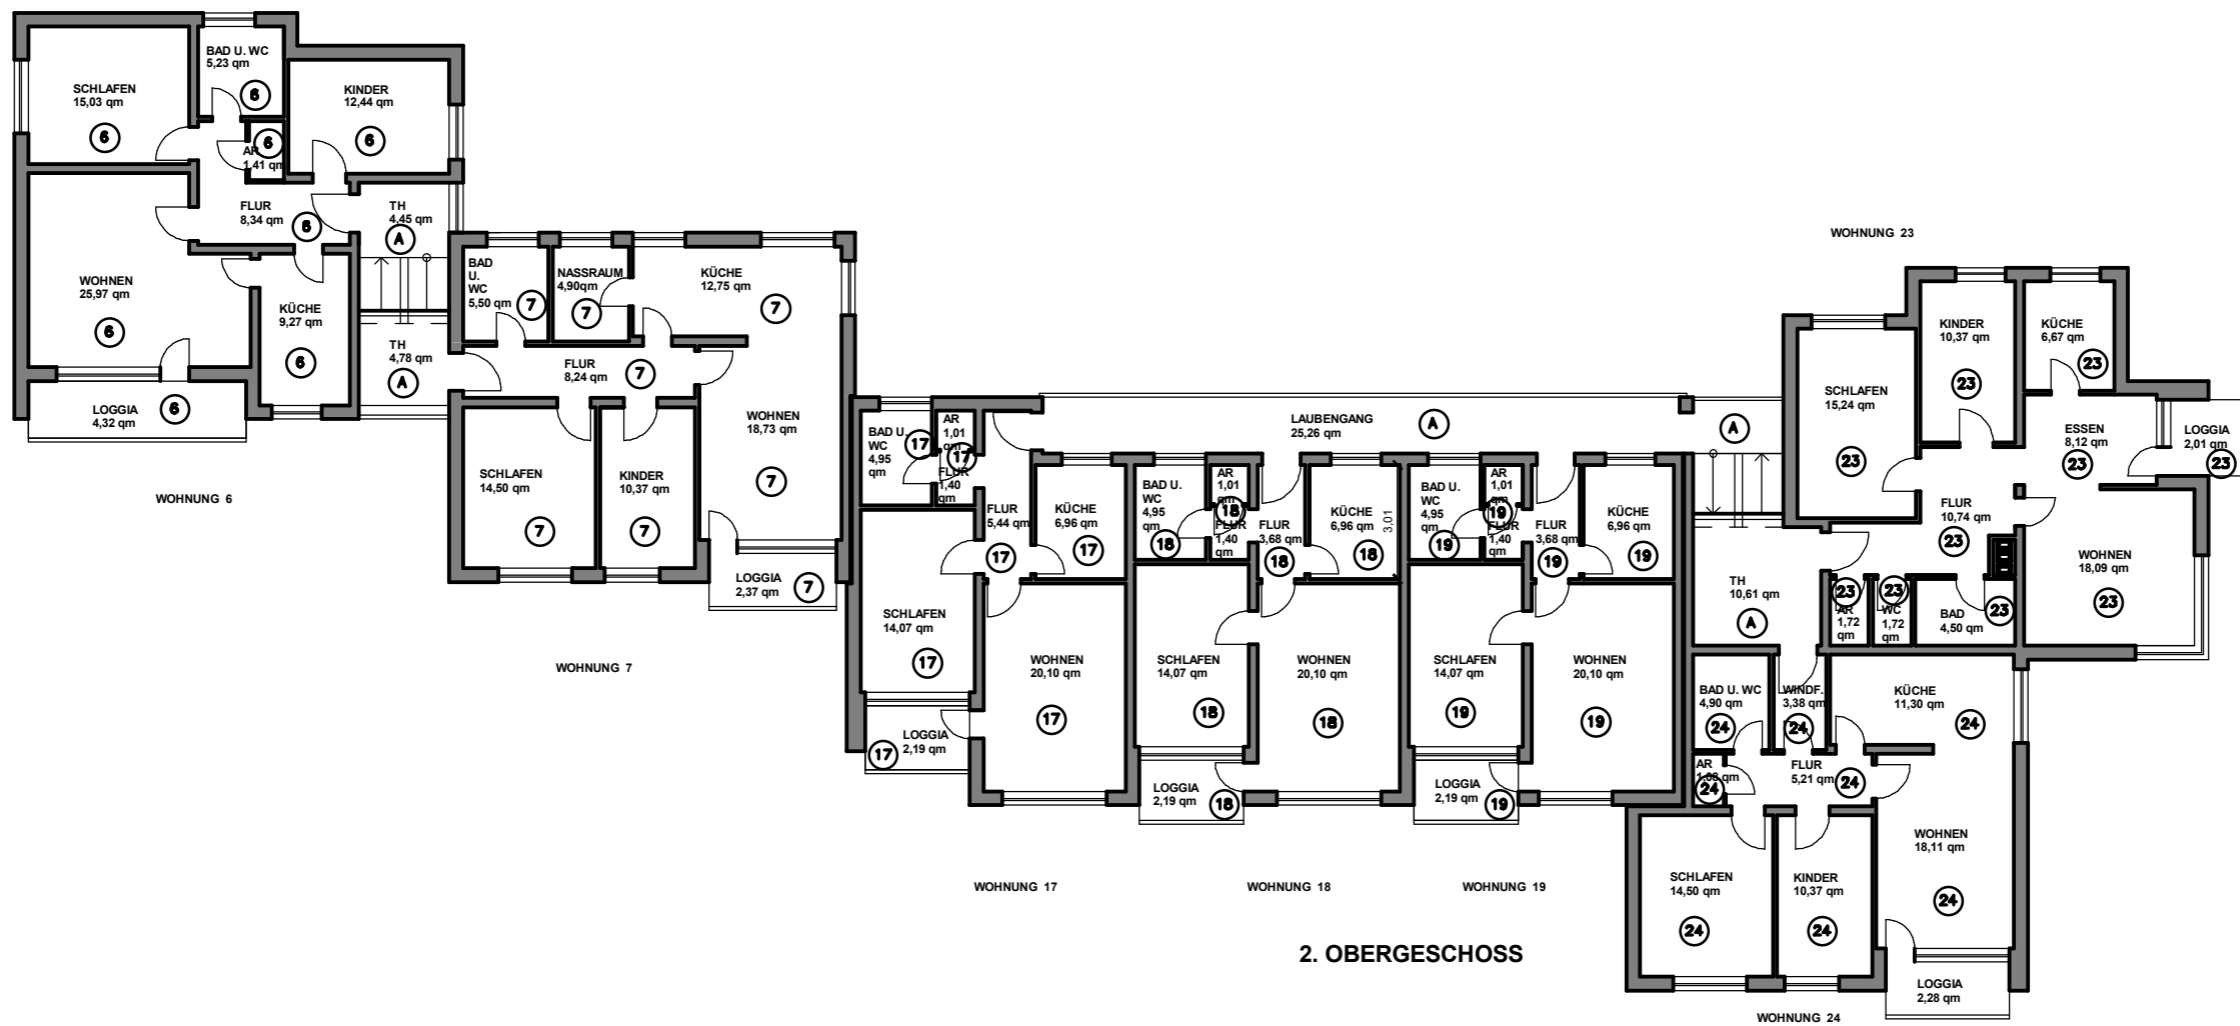 BAD U. WC
5,23 qm
6
SCHLAFEN
15,03 qm
6
KINDER
12,44 qm
6
6
AR
1,41 qm
FLUR
8,34 qm
6
TH
4,45 qm
A
WOHNEN
25,97 qm
6
KÜCHE
9,27 qm
6
TH
4,78 qm
A
LOGGIA
4,32 qm
6
WOHNUNG 6
BAD
U.
WC
5,50 qm
7
NASSRAUM
4,90qm
7
KÜCHE
12,75 qm
7
FLUR
8,24 qm
7
WOHNEN
18,73 qm
7
SCHLAFEN
14,50 qm
7
KINDER
10,37 qm
7
LOGGIA
2,37 qm
7
WOHNUNG 7
BAD U.
WC
4,95
qm
17
AR
1,01
qm
17
FLUR
1,40
qm
FLUR
5,44 qm
17
KÜCHE
6,96 qm
17
SCHLAFEN
14,07 qm
17
WOHNEN
20,10 qm
17
LOGGIA
2,19 qm
17
WOHNUNG 17
LAUBENGANG
25,26 qm
A
A
BAD U.
WC
4,95
qm
18
AR
1,01
qm
18
FLUR
1,40
qm
FLUR
3,68 qm
18
KÜCHE
6,96 qm
18
3,01
SCHLAFEN
14,07 qm
18
WOHNEN
20,10 qm
18
LOGGIA
2,19 qm
18
WOHNUNG 18
BAD U.
WC
4,95
qm
19
AR
1,01
qm
19
FLUR
1,40
qm
FLUR
3,68 qm
19
KÜCHE
6,96 qm
19
SCHLAFEN
14,07 qm
19
WOHNEN
20,10 qm
19
LOGGIA
2,19 qm
19
WOHNUNG 19
WOHNUNG 23
KINDER
10,37 qm
23
KÜCHE
6,67 qm
23
SCHLAFEN
15,24 qm
23
ESSEN
8,12 qm
23
LOGGIA
2,01 qm
23
FLUR
10,74 qm
23
WOHNEN
18,09 qm
23
TH
10,61 qm
A
23
AR
1,72
qm
23
WC
1,72
qm
BAD
4,50 qm
23
BAD U. WC
4,90 qm
24
WINDF.
3,38 qm
24
KÜCHE
11,30 qm
24
AR
1,08 qm
24
FLUR
5,21 qm
24
WOHNEN
18,11 qm
24
SCHLAFEN
14,50 qm
24
KINDER
10,37 qm
24
LOGGIA
2,28 qm
WOHNUNG 24
2. OBERGESCHOSS